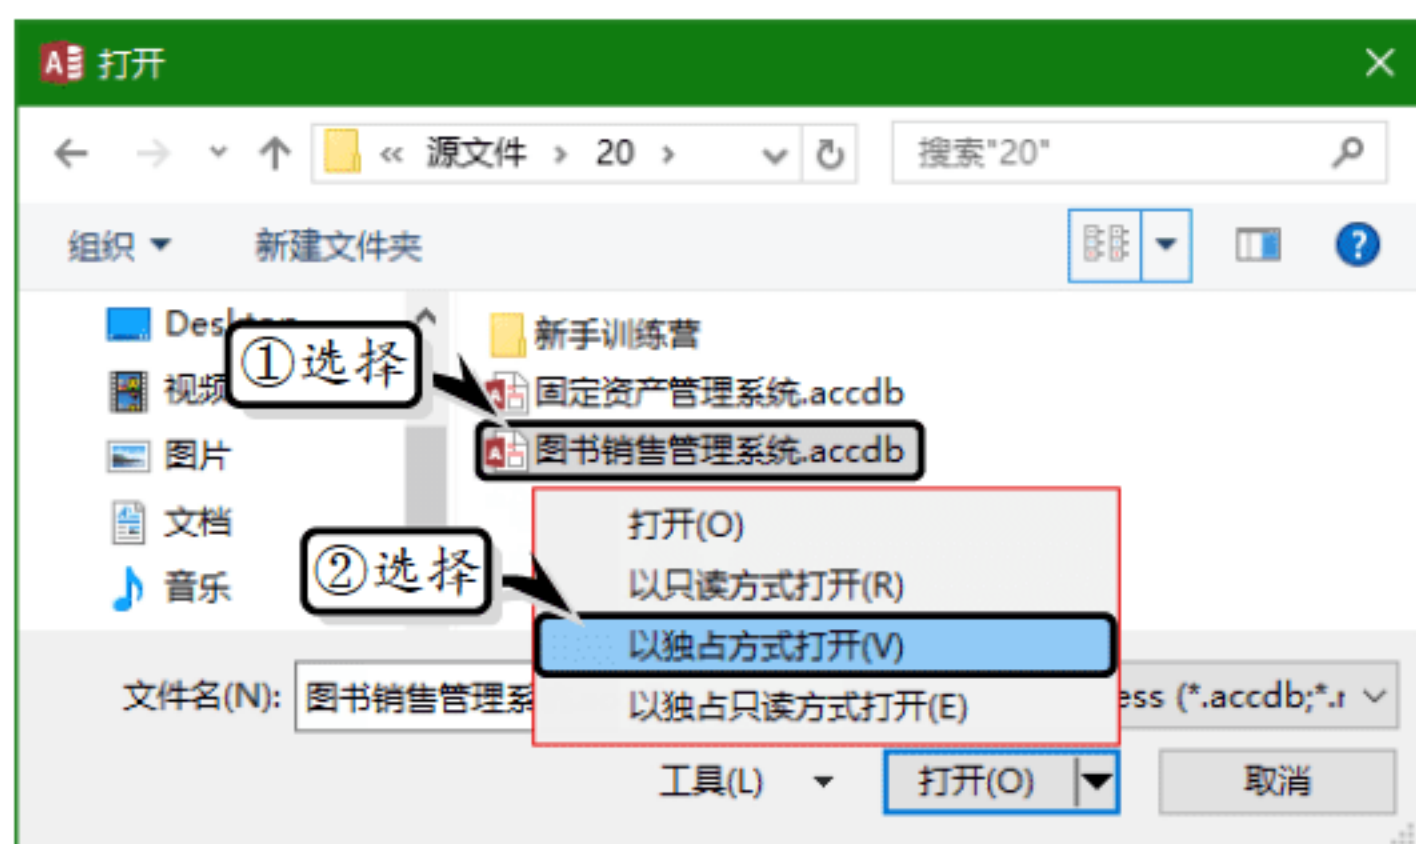 打开
« 源文件 › 20 ›
搜索"20"
组织
新建文件夹
①选择
视频
图片
文档
音乐
新手训练营
固定资产管理系统.accdb
图书销售管理系统.accdb
②选择
打开(O)
以只读方式打开(R)
以独占方式打开(V)
以独占只读方式打开(E)
文件名(N):
图书销售管理系
(*.accdb;*.
工具(L)
打开(O)
取消